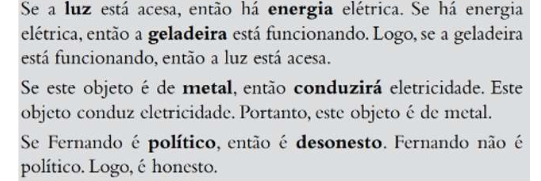 Se a luz está acesa, então há energia elétrica. Se há energia
elétrica, então a geladeira está funcionando. Logo, se a geladeira
está funcionando, então a luz está acesa.
Se este objeto é de metal, então conduzirá eletricidade. Este
objeto conduz eletricidade. Portanto, este objeto é de metal.
Se Fernando é político, então é desonesto. Fernando não é
político. Logo, é honesto.